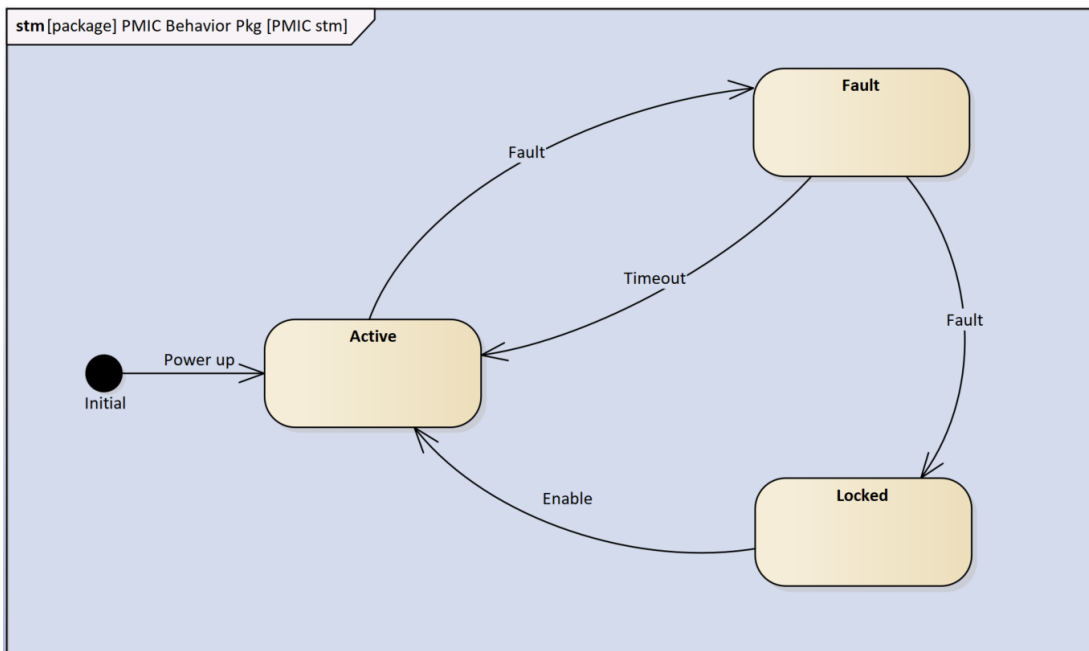 stm [package] PMIC Behavior Pkg [PMIC stm]
Fault
Fault
Timeout
Fault
Active
Power up
Initial
Locked
Enable